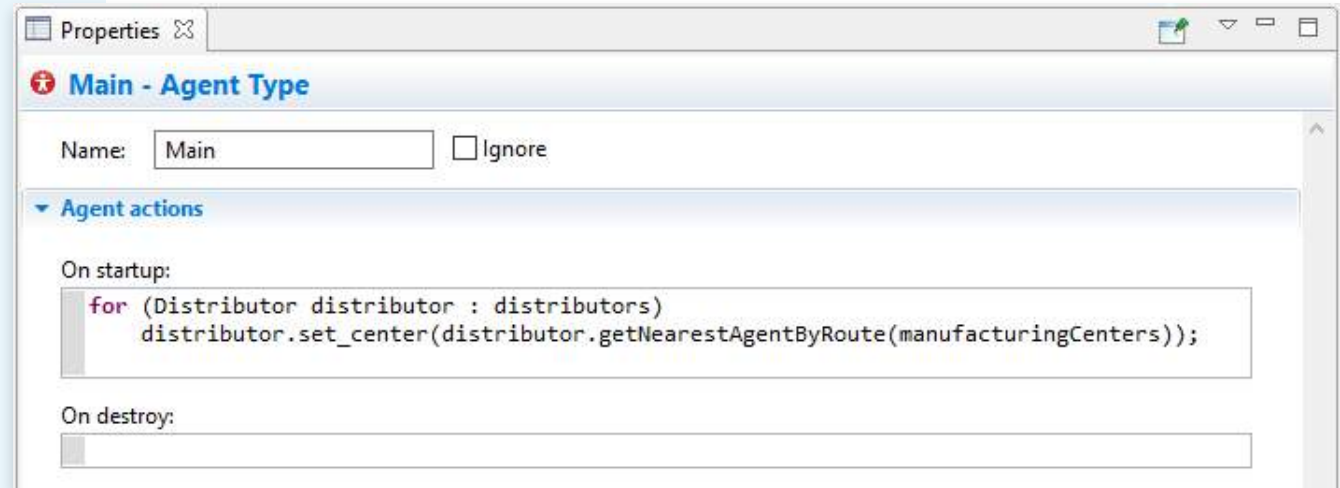 Properties
Main - Agent Type
Name: Main Ignore
Agent actions
On startup:
for (Distributor distributor : distributors)
    distributor.set_center(distributor.getNearestAgentByRoute(manufacturingCenters));
On destroy: